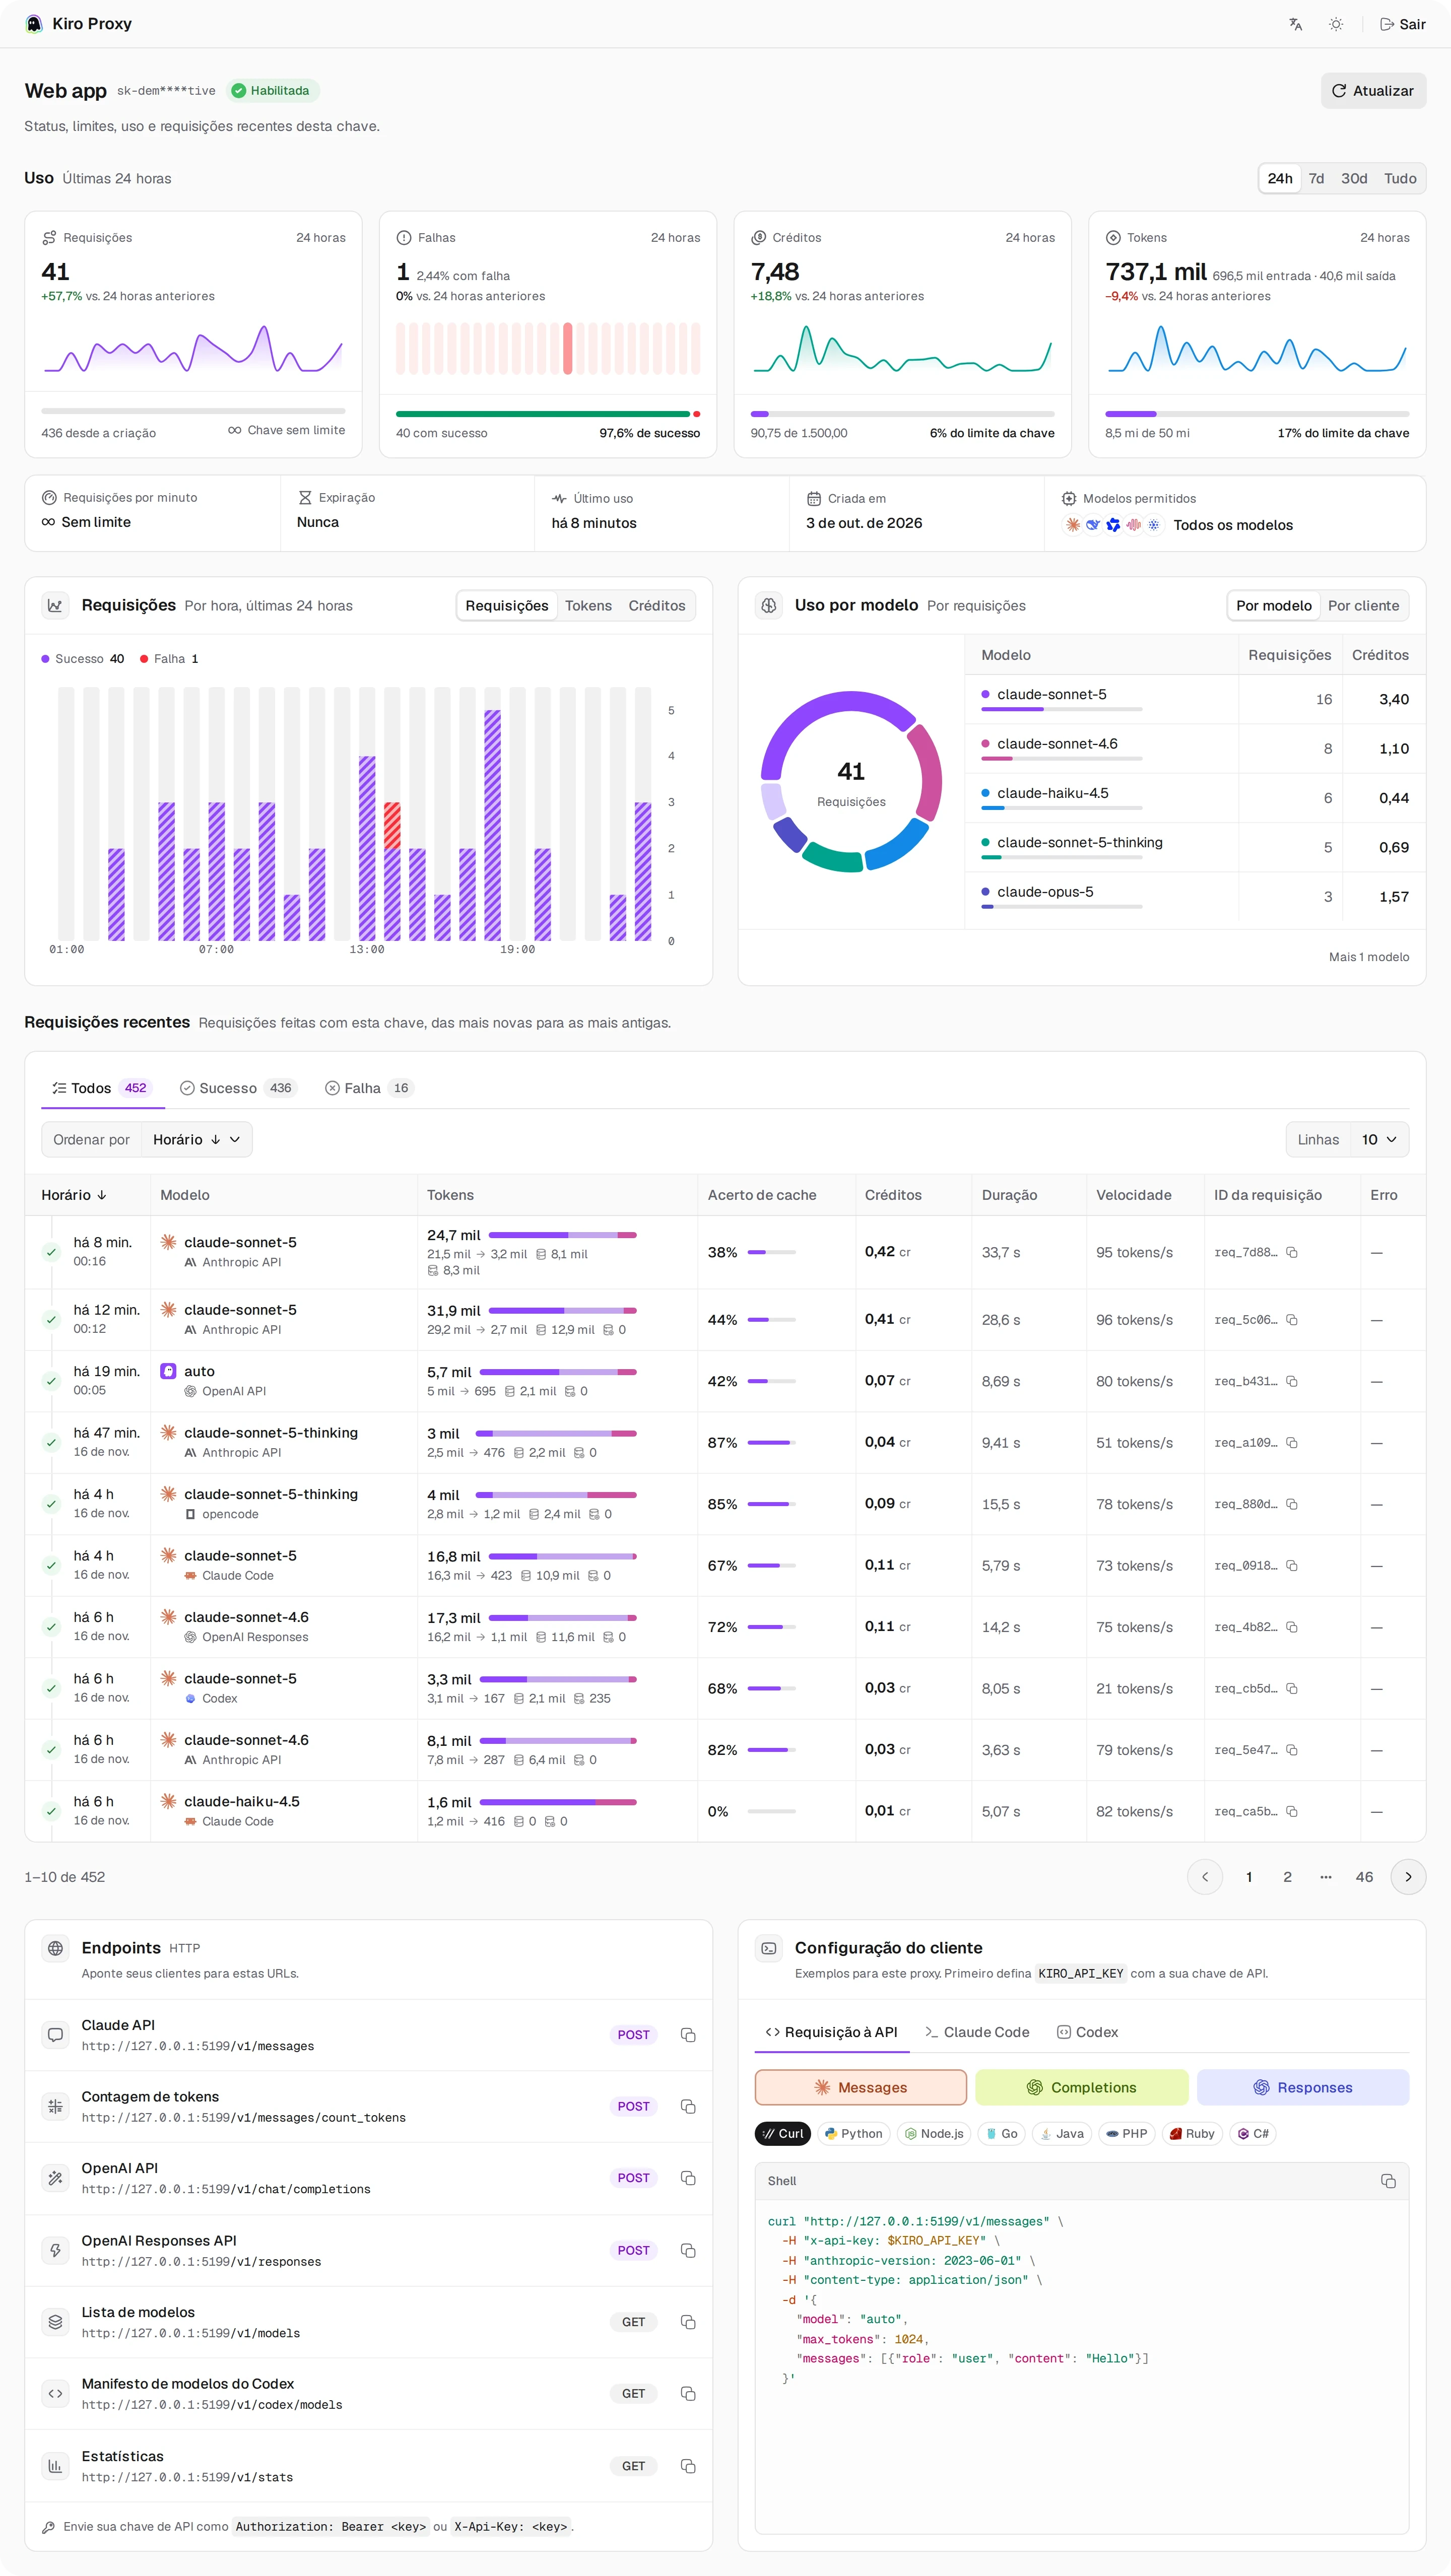 Kiro Proxy
Sair
Web app sk-dem****tive Habilitada
Atualizar
Status, limites, uso e requisições recentes desta chave.
Uso Últimas 24 horas
24h 7d 30d Tudo
Requisições 24 horas
41
+57,7% vs. 24 horas anteriores
436 desde a criação
Chave sem limite
Falhas 24 horas
1 2,44% com falha
0% vs. 24 horas anteriores
40 com sucesso 97,6% de sucesso
Créditos 24 horas
7,48
+18,8% vs. 24 horas anteriores
90,75 de 1.500,00 6% do limite da chave
Tokens 24 horas
737,1 mil 696,5 mil entrada · 40,6 mil saída
−9,4% vs. 24 horas anteriores
8,5 mi de 50 mi 17% do limite da chave
Requisições por minuto
Sem limite
Expiração
Nunca
Último uso
há 8 minutos
Criada em
3 de out. de 2026
Modelos permitidos
Todos os modelos
Requisições Por hora, últimas 24 horas
Requisições Tokens Créditos
Sucesso 40 Falha 1
5
4
3
2
1
0
01:00 07:00 13:00 19:00
Uso por modelo Por requisições
Por modelo Por cliente
41
Requisições
Modelo Requisições Créditos
claude-sonnet-5 16 3,40
claude-sonnet-4.6 8 1,10
claude-haiku-4.5 6 0,44
claude-sonnet-5-thinking 5 0,69
claude-opus-5 3 1,57
Mais 1 modelo
Requisições recentes Requisições feitas com esta chave, das mais novas para as mais antigas.
Todos 452 Sucesso 436 Falha 16
Ordenar por Horário ↓
Linhas 10
Horário ↓ Modelo Tokens Acerto de cache Créditos Duração Velocidade ID da requisição Erro
há 8 min. claude-sonnet-5 24,7 mil 38% 0,42 cr 33,7 s 95 tokens/s req_7d88… —
00:16 Anthropic API 21,5 mil → 3,2 mil 8,1 mil
8,3 mil
há 12 min. claude-sonnet-5 31,9 mil 44% 0,41 cr 28,6 s 96 tokens/s req_5c06… —
00:12 Anthropic API 29,2 mil → 2,7 mil 12,9 mil 0
há 19 min. auto 5,7 mil 42% 0,07 cr 8,69 s 80 tokens/s req_b431… —
00:05 OpenAI API 5 mil → 695 2,1 mil 0
há 47 min. claude-sonnet-5-thinking 3 mil 87% 0,04 cr 9,41 s 51 tokens/s req_a109… —
16 de nov. Anthropic API 2,5 mil → 476 2,2 mil 0
há 4 h claude-sonnet-5-thinking 4 mil 85% 0,09 cr 15,5 s 78 tokens/s req_880d… —
16 de nov. opencode 2,8 mil → 1,2 mil 2,4 mil 0
há 4 h claude-sonnet-5 16,8 mil 67% 0,11 cr 5,79 s 73 tokens/s req_0918… —
16 de nov. Claude Code 16,3 mil → 423 10,9 mil 0
há 6 h claude-sonnet-4.6 17,3 mil 72% 0,11 cr 14,2 s 75 tokens/s req_4b82… —
16 de nov. OpenAI Responses 16,2 mil → 1,1 mil 11,6 mil 0
há 6 h claude-sonnet-5 3,3 mil 68% 0,03 cr 8,05 s 21 tokens/s req_cb5d… —
16 de nov. Codex 3,1 mil → 167 2,1 mil 235
há 6 h claude-sonnet-4.6 8,1 mil 82% 0,03 cr 3,63 s 79 tokens/s req_5e47… —
16 de nov. Anthropic API 7,8 mil → 287 6,4 mil 0
há 6 h claude-haiku-4.5 1,6 mil 0% 0,01 cr 5,07 s 82 tokens/s req_ca5b… —
16 de nov. Claude Code 1,2 mil → 416 0 0
1–10 de 452
1 2 ··· 46
Endpoints HTTP
Aponte seus clientes para estas URLs.
Claude API
http://127.0.0.1:5199/v1/messages
POST
Contagem de tokens
http://127.0.0.1:5199/v1/messages/count_tokens
POST
OpenAI API
http://127.0.0.1:5199/v1/chat/completions
POST
OpenAI Responses API
http://127.0.0.1:5199/v1/responses
POST
Lista de modelos
http://127.0.0.1:5199/v1/models
GET
Manifesto de modelos do Codex
http://127.0.0.1:5199/v1/codex/models
GET
Estatísticas
http://127.0.0.1:5199/v1/stats
GET
Envie sua chave de API como Authorization: Bearer <key> ou X-Api-Key: <key>.
Configuração do cliente
Exemplos para este proxy. Primeiro defina KIRO_API_KEY com a sua chave de API.
Requisição à API Claude Code Codex
Messages Completions Responses
Curl Python Node.js Go Java PHP Ruby C#
Shell
curl "http://127.0.0.1:5199/v1/messages" \
-H "x-api-key: $KIRO_API_KEY" \
-H "anthropic-version: 2023-06-01" \
-H "content-type: application/json" \
-d '{
"model": "auto",
"max_tokens": 1024,
"messages": [{"role": "user", "content": "Hello"}]
}'